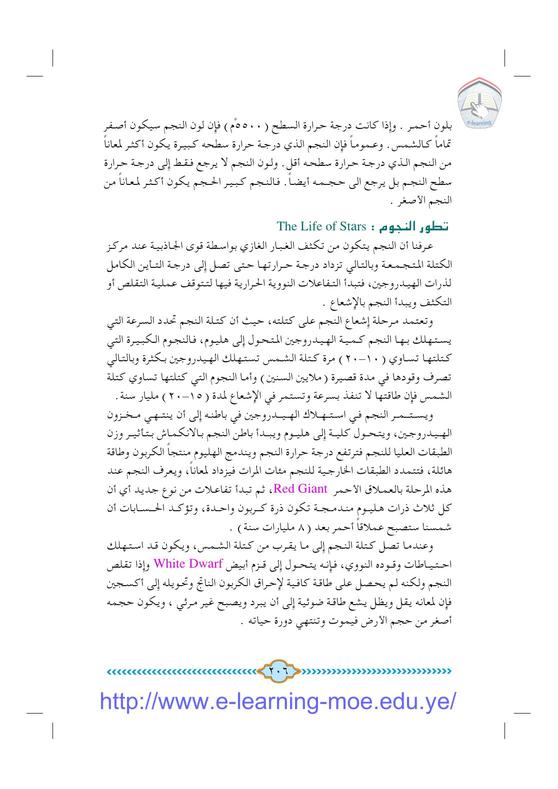 e-learning
بلون أحمر . وإذا كانت درجة حرارة السطح ( ٥٥٠٠°م ) فإن لون النجم سيكون أصفر
تماماً كالشمس . وعموماً فإن النجم الذي درجة حرارة سطحه كبيرة يكون أكثر لمعاناً
من النجم الذي درجة حرارة سطحه أقل . ولون النجم لا يرجع فقط إلى درجة حرارة
سطح النجم بل يرجع الى حجمه أيضاً . فالنجم كبير الحجم يكون أكثر لمعاناً من
النجم الأصغر .
تطور النجوم : The Life of Stars
عرفنا أن النجم يتكون من تكثف الغبار الغازي بواسطة قوى الجاذبية عند مركز
الكتلة المتجمعة وبالتالي تزداد درجة حرارتها حتى تصل إلى درجة التأين الكامل
لذرات الهيدروجين، فتبدأ التفاعلات النووية الحرارية فيها لتتوقف عملية التقلص أو
التكثف ويبدأ النجم بالإشعاع .
وتعتمد مرحلة إشعاع النجم على كتلته، حيث أن كتلة النجم تحدد السرعة التي
يستهلك بها النجم كمية الهيدروجين المتحول إلى هليوم، فالنجوم الكبيرة التي
كتلتها تساوي ( ١٠-٢٠ ) مرة كتلة الشمس تستهلك الهيدروجين بكثرة وبالتالي
تصرف وقودها في مدة قصيرة ( ملايين السنين ) وأما النجوم التي كتلتها تساوي كتلة
الشمس فإن طاقتها لا تنفذ بسرعة وتستمر في الإشعاع لمدة ( ١٥-٢٠ ) مليار سنة .
ويستمر النجم في استهلاك الهيدروجين في باطنه إلى أن ينتهي مخزون
الهيدروجين، ويتحول كلية إلى هليوم ويبدأ باطن النجم بالانكماش بتأثير وزن
الطبقات العليا للنجم فترتفع درجة حرارة النجم ويندمج الهليوم منتجاً الكربون وطاقة
هائلة، فتتمدد الطبقات الخارجية للنجم مئات المرات فيزداد لمعاناً، ويعرف النجم عند
هذه المرحلة بالعملاق الأحمر Red Giant، ثم تبدأ تفاعلات من نوع جديد أي أن
كل ثلاث ذرات هليوم مندمجة تكون ذرة كربون واحدة، وتؤكد الحسابات أن
شمسنا ستصبح عملاقاً أحمر بعد ( ٨ مليارات سنة ) .
وعندما تصل كتلة النجم إلى ما يقرب من كتلة الشمس، ويكون قد استهلك
احتياطات وقوده النووي، فإنه يتحول إلى قزم أبيض White Dwarf وإذا تقلص
النجم ولكنه لم يحصل على طاقة كافية لإحراق الكربون الناتج وتحويله إلى أكسجين
فإن لمعانه يقل ويظل يشع طاقة ضوئية إلى أن يبرد ويصبح غير مرئي ، ويكون حجمه
أصغر من حجم الأرض فيموت وتنتهي دورة حياته .
٢٠٦
http://www.e-learning-moe.edu.ye/